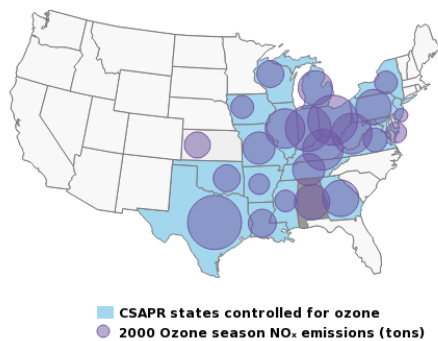 CSAPR states controlled for ozone
2000 Ozone season NOₓ emissions (tons)